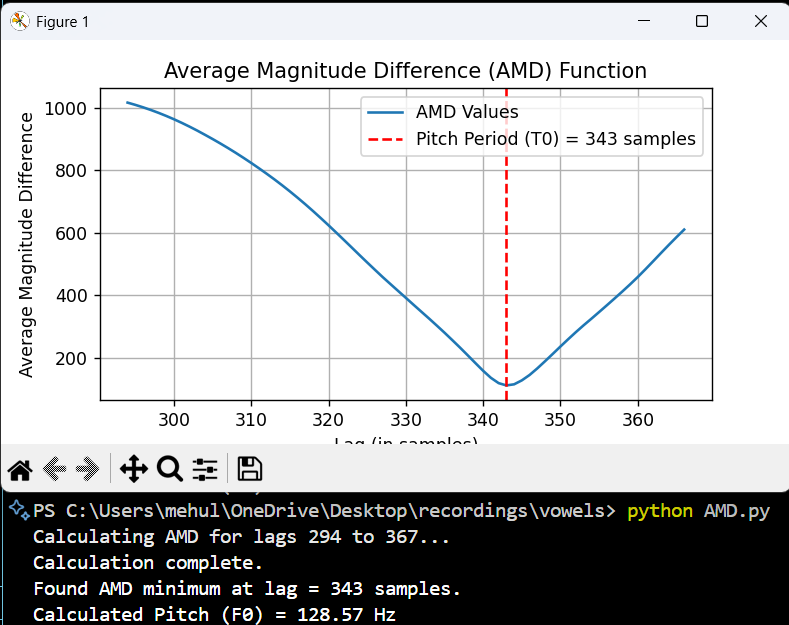 Figure 1
Average Magnitude Difference (AMD) Function
AMD Values
Pitch Period (T0) = 343 samples
Average Magnitude Difference
1000
800
600
400
200
300 310 320 330 340 350 360
Lag (in samples)
PS C:\Users\mehul\OneDrive\Desktop\recordings\vowels> python AMD.py
Calculating AMD for lags 294 to 367...
Calculation complete.
Found AMD minimum at lag = 343 samples.
Calculated Pitch (F0) = 128.57 Hz